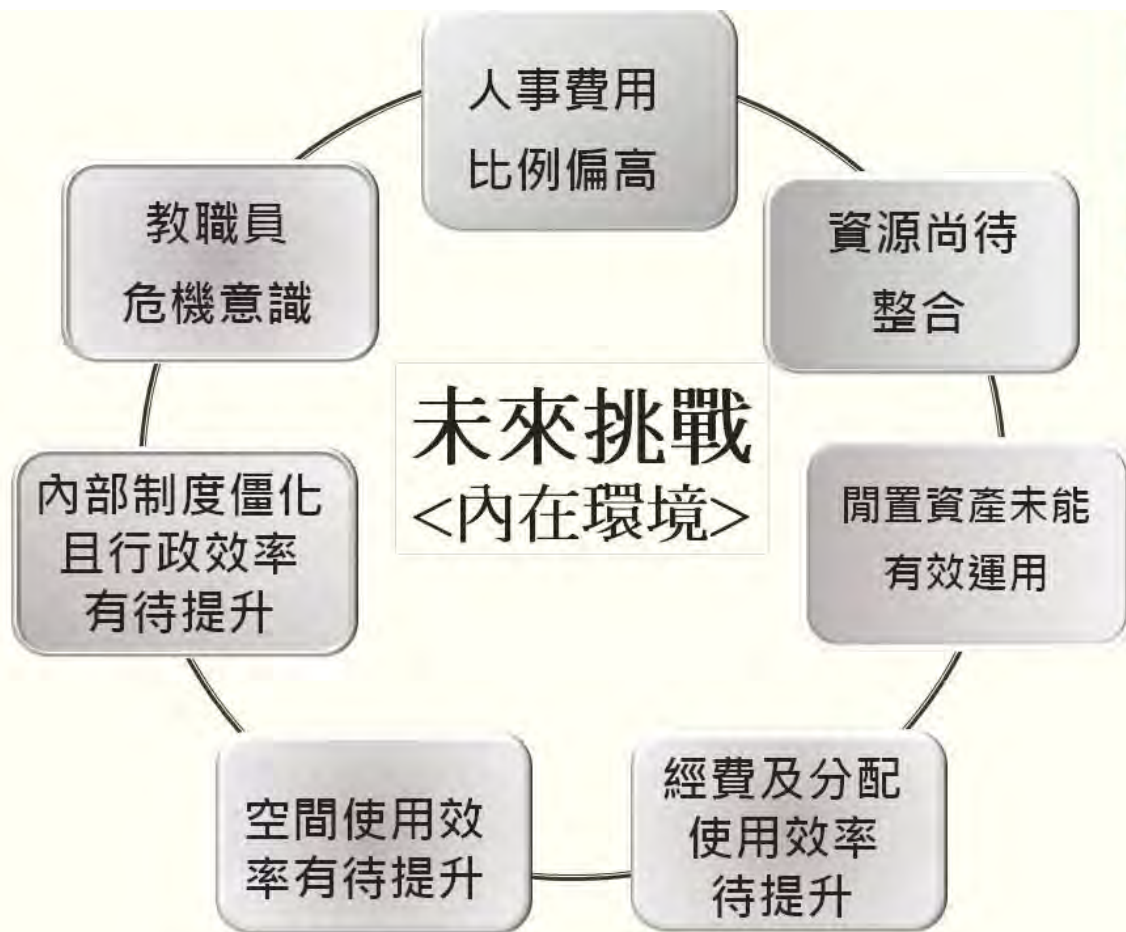 人事費用
比例偏高
資源尚待
整合
閒置資產未能
有效運用
經費及分配
使用效率
待提升
空間使用效
率有待提升
內部制度僵化
且行政效率
有待提升
教職員
危機意識
未來挑戰
<內在環境>